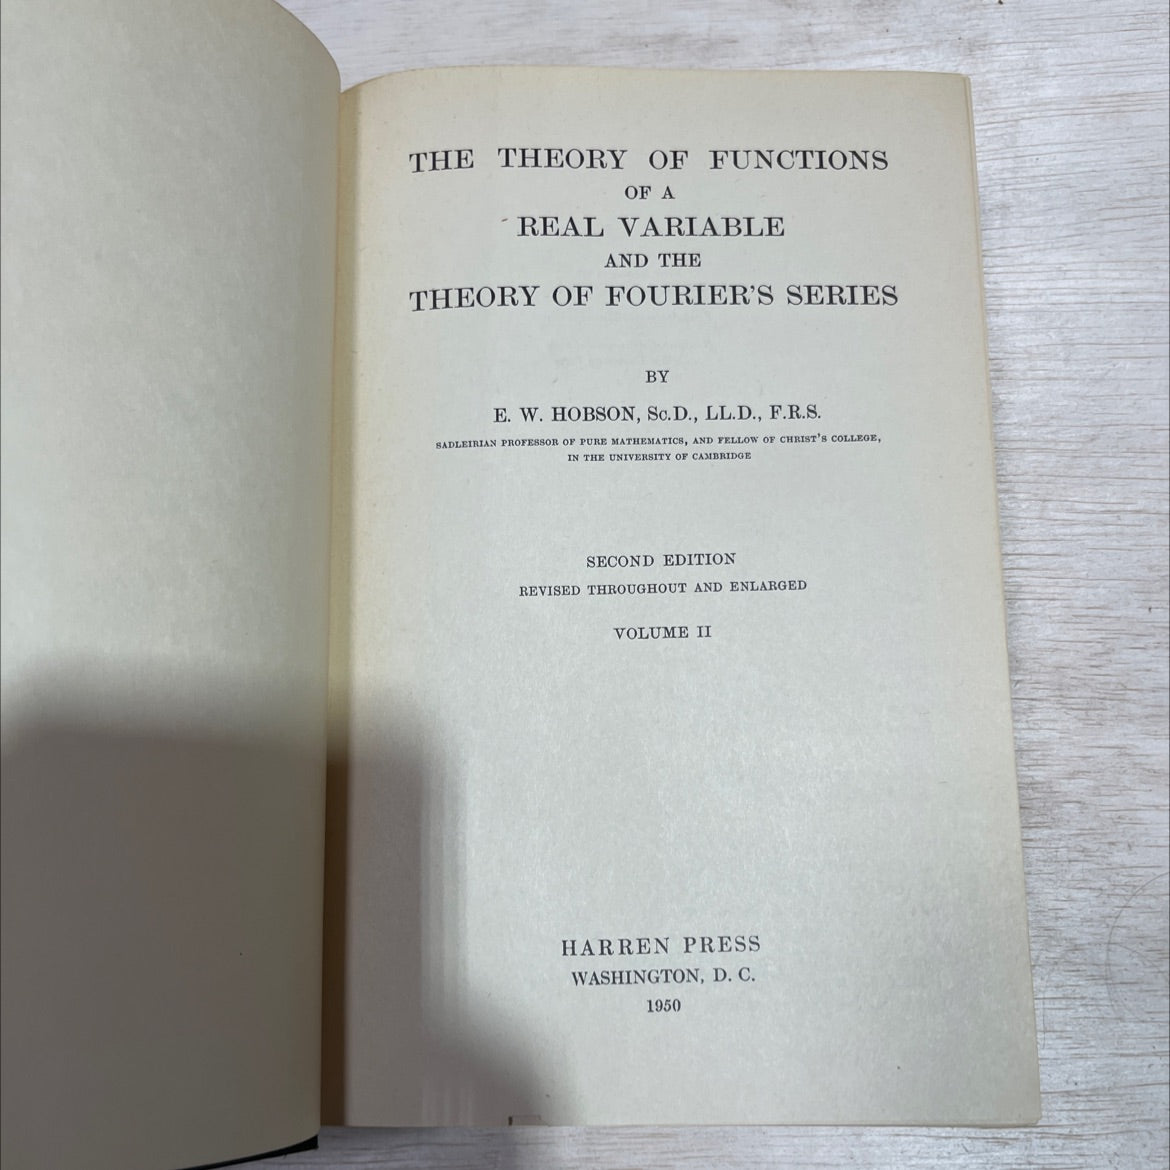 THE THEORY OF FUNCTIONS
OF A
REAL VARIABLE
AND THE
THEORY OF FOURIER'S SERIES
BY
E. W. HOBSON, Sc.D., LL.D., F.R.S.
SADLEIRIAN PROFESSOR OF PURE MATHEMATICS, AND FELLOW OF CHRIST'S COLLEGE,
IN THE UNIVERSITY OF CAMBRIDGE
SECOND EDITION
REVISED THROUGHOUT AND ENLARGED
VOLUME II
HARREN PRESS
WASHINGTON, D. C.
1950